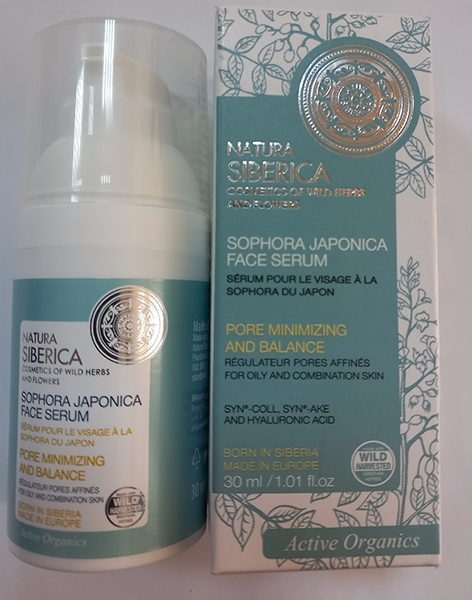 NATURA
SIBERICA
COSMETICS OF WILD HERBS
AND FLOWERS
SOPHORA JAPONICA
FACE SERUM
SÉRUM POUR LE VISAGE À LA
SOPHORA DU JAPON
PORE MINIMIZING
AND BALANCE
RÉGULATEUR PORES AFFINÉS
FOR OILY AND COMBINATION SKIN
BORN IN SIBERIA
MADE IN EUROPE
WILD
HARVESTED
Active Organics
30 m
NATURA
SIBERICA
COSMETICS OF WILD HERBS
AND FLOWERS
SOPHORA JAPONICA
FACE SERUM
SÉRUM POUR LE VISAGE À LA
SOPHORA DU JAPON
PORE MINIMIZING
AND BALANCE
RÉGULATEUR PORES AFFINÉS
FOR OILY AND COMBINATION SKIN
SYN®-COLL, SYN®-AKE
AND HYALURONIC ACID
BORN IN SIBERIA
MADE IN EUROPE
30 ml / 1.01 fl.oz
WILD
HARVESTED
Active Organics